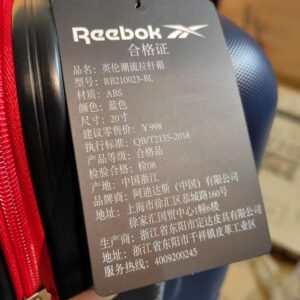 Reebok
合格证
品名：英伦潮流拉杆箱
型号：RB210023-BL
材质：ABS
颜色：蓝色
尺寸：20寸
建议零售价：￥998
执行标准：QB/T2155-2018
产品等级：合格品
检验合格：检08
产地：中国浙江
品牌商：阿迪达斯（中国）有限公司
地址：上海市徐汇区恭城路160号
徐家汇国贸中心1幢6楼
生产商：浙江省东阳市定达皮具有限公司
地址：浙江省东阳市千祥镇皮革工业区
服务热线：4009200245